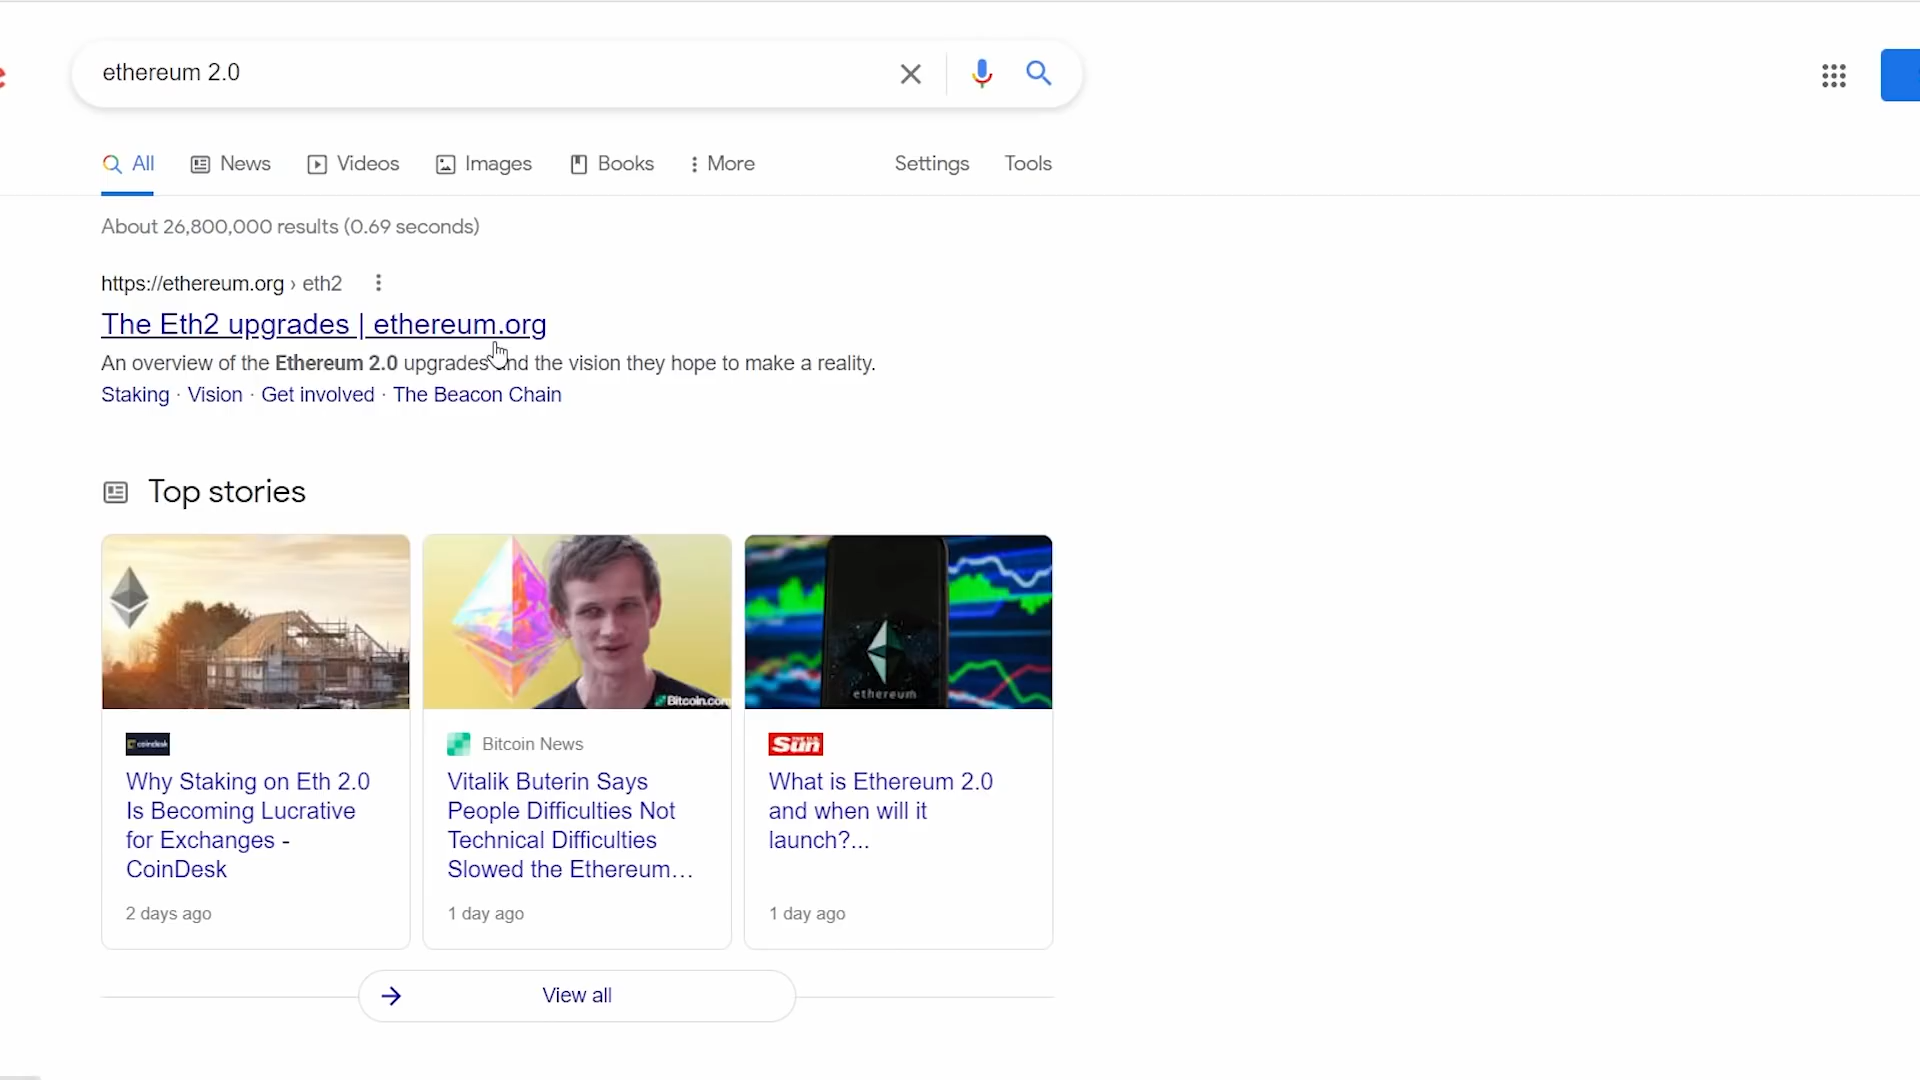 ethereum 2.0
All News Videos Images Books More Settings Tools
About 26,800,000 results (0.69 seconds)
https://ethereum.org › eth2
The Eth2 upgrades | ethereum.org
An overview of the Ethereum 2.0 upgrades and the vision they hope to make a reality.
Staking · Vision · Get involved · The Beacon Chain
Top stories
Bitcoin.com
ethereum
coindesk
Why Staking on Eth 2.0
Is Becoming Lucrative
for Exchanges -
CoinDesk
2 days ago
Bitcoin News
Vitalik Buterin Says
People Difficulties Not
Technical Difficulties
Slowed the Ethereum...
1 day ago
Sun
What is Ethereum 2.0
and when will it
launch?...
1 day ago
View all